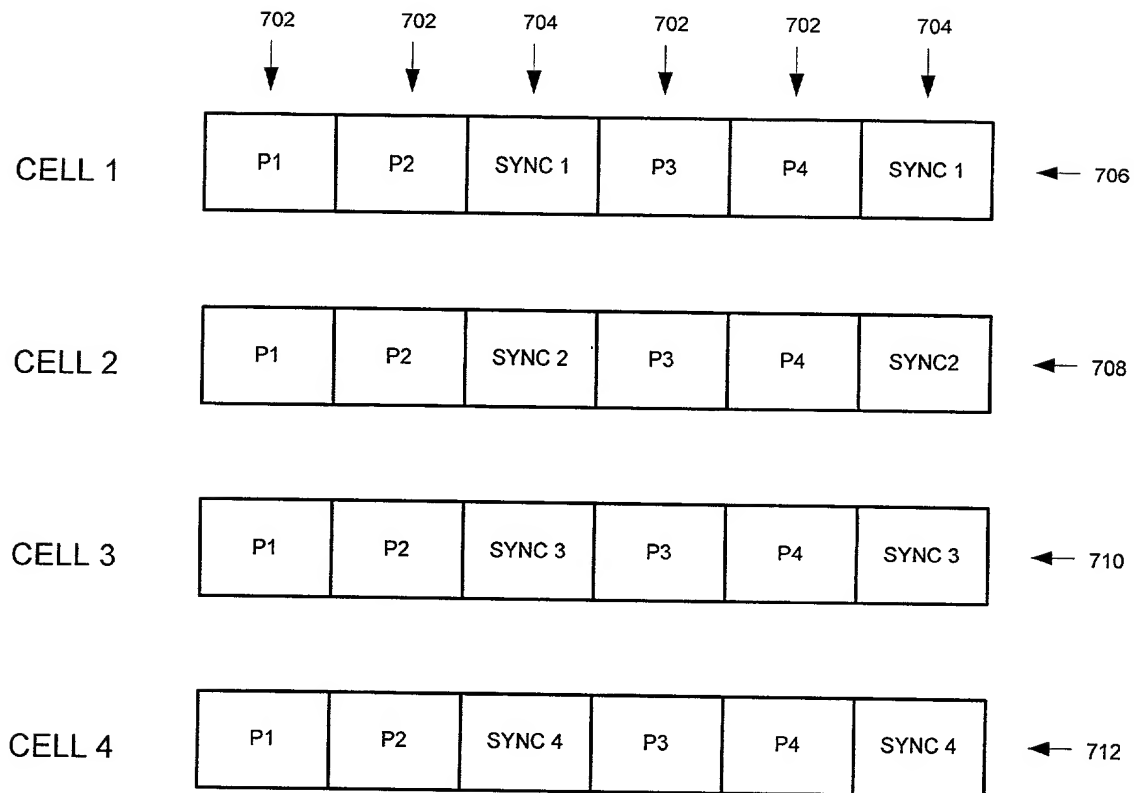 702 702 704 702 702 704
CELL 1 P1 P2 SYNC 1 P3 P4 SYNC 1 706
CELL 2 P1 P2 SYNC 2 P3 P4 SYNC2 708
CELL 3 P1 P2 SYNC 3 P3 P4 SYNC 3 710
CELL 4 P1 P2 SYNC 4 P3 P4 SYNC 4 712